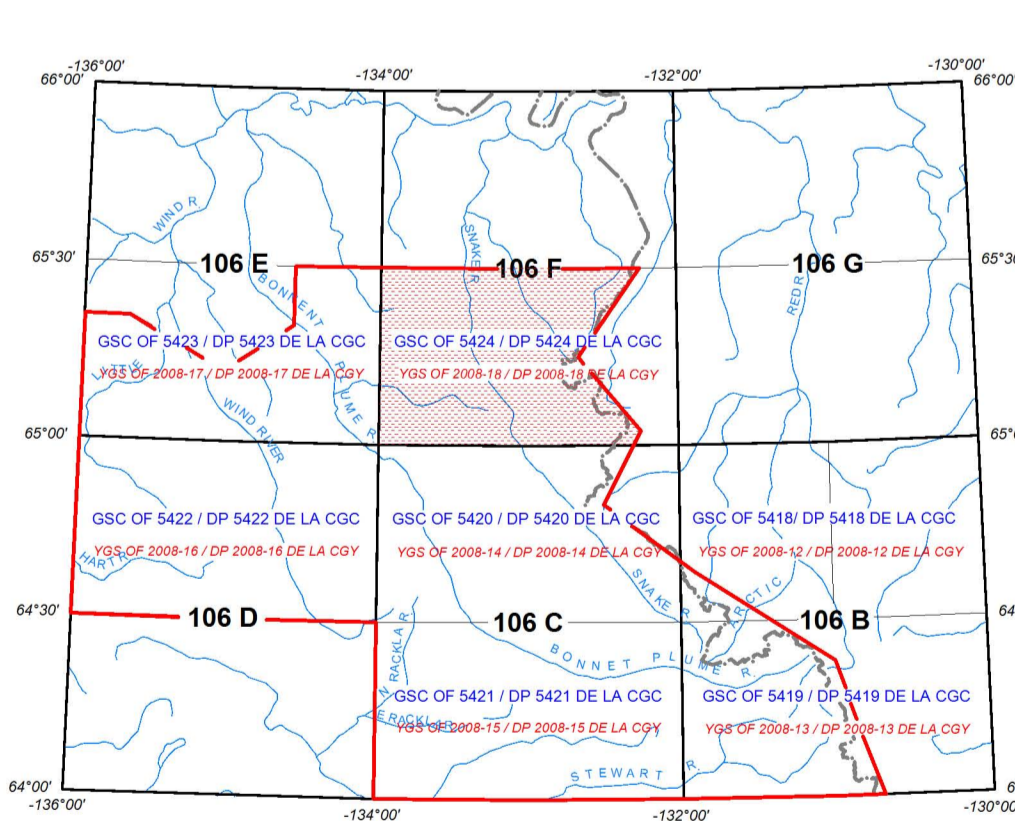 -136°00'
-134°00'
-132°00'
-130°00'
66°00'
66°00'
WIND R.
SNAKE R
65°30'
106 E
106 F
106 G
65°3
BONNENT
RED R
GSC OF 5423 / DP 5423 DE LA CGC
GSC OF 5424 / DP 5424 DE LA CGC
LITTLE
YGS OF 2008-17 / DP 2008-17 DE LA CGY
YGS OF 2008-18 / DP 2008-18 DE LA CGY
PLUME R
WIND RIVER
65°00'
65°0
GSC OF 5422 / DP 5422 DE LA CGC
GSC OF 5420 / DP 5420 DE LA CGC
GSC OF 5418/ DP 5418 DE LA CGC
YGS OF 2008-16 / DP 2008-16 DE LA CGY
YGS OF 2008-14 / DP 2008-14 DE LA CGY
YGS OF 2008-12 / DP 2008-12 DE LA CGY
HART R
SNAKE R.
ARCTIC
64°30'
64
106 D
106 C
106 B
N RACKLA R
BONNET PLUME R.
GSC OF 5421 / DP 5421 DE LA CGC
GSC OF 5419 / DP 5419 DE LA CGC
E RACKLA R
YGS OF 2008-15 / DP 2008-15 DE LA CGY
YGS OF 2008-13 / DP 2008-13 DE LA CGY
STEWART R.
64°00'
6
-136°00'
-134°00'
-132°00'
-130°00